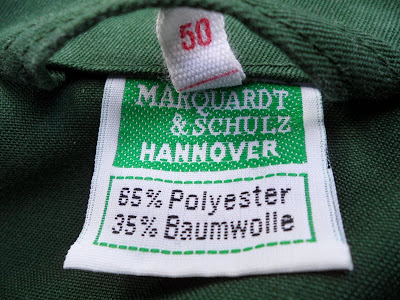 50
MARQUARDT
& SCHULZ
HANNOVER
65% Polyester
35% Baumwolle